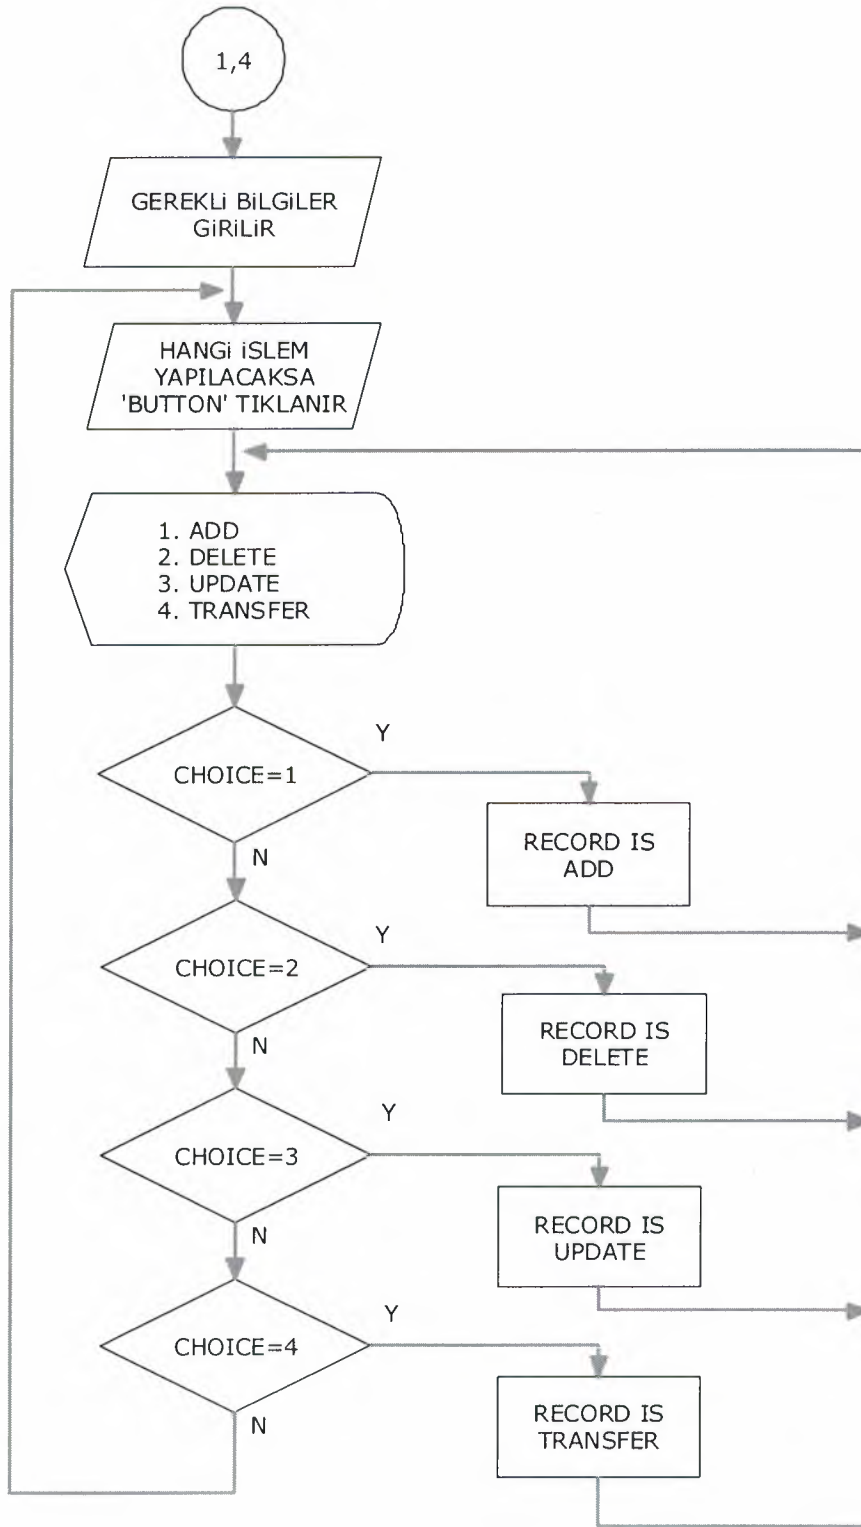 1,4
GEREKLi BiLGiLER
GiRiLiR
HANGi iSLEM
YAPILACAKSA
'BUTTON' TIKLANIR
1. ADD
2. DELETE
3. UPDATE
4. TRANSFER
CHOICE=1
Y
N
RECORD IS
ADD
CHOICE=2
Y
N
RECORD IS
DELETE
CHOICE=3
Y
N
RECORD IS
UPDATE
CHOICE=4
Y
N
RECORD IS
TRANSFER